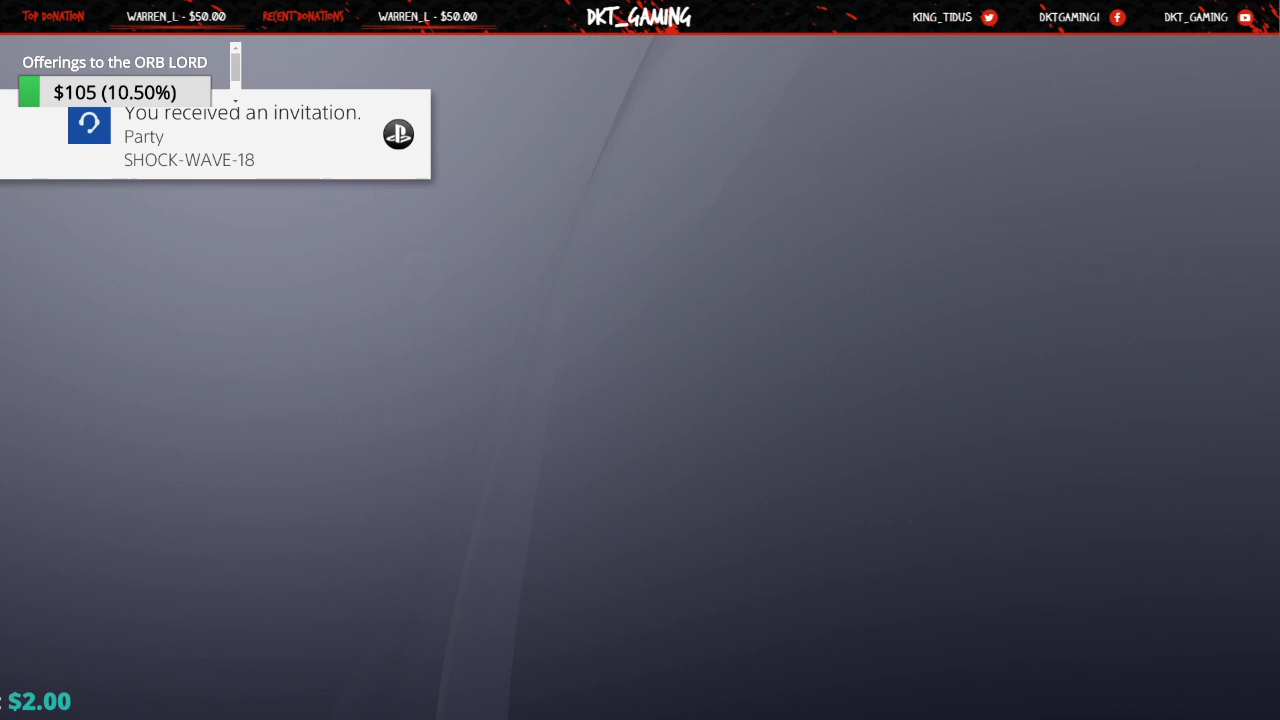 TOP DONATION WARREN_L - $50.00 RECENT DONATIONS WARREN_L - $50.00 DKT_GAMING KING_TIDUS DKTGAMING1 DKT_GAMING
Offerings to the ORB LORD
$105 (10.50%)
You received an invitation.
Party
SHOCK-WAVE-18
: $2.00